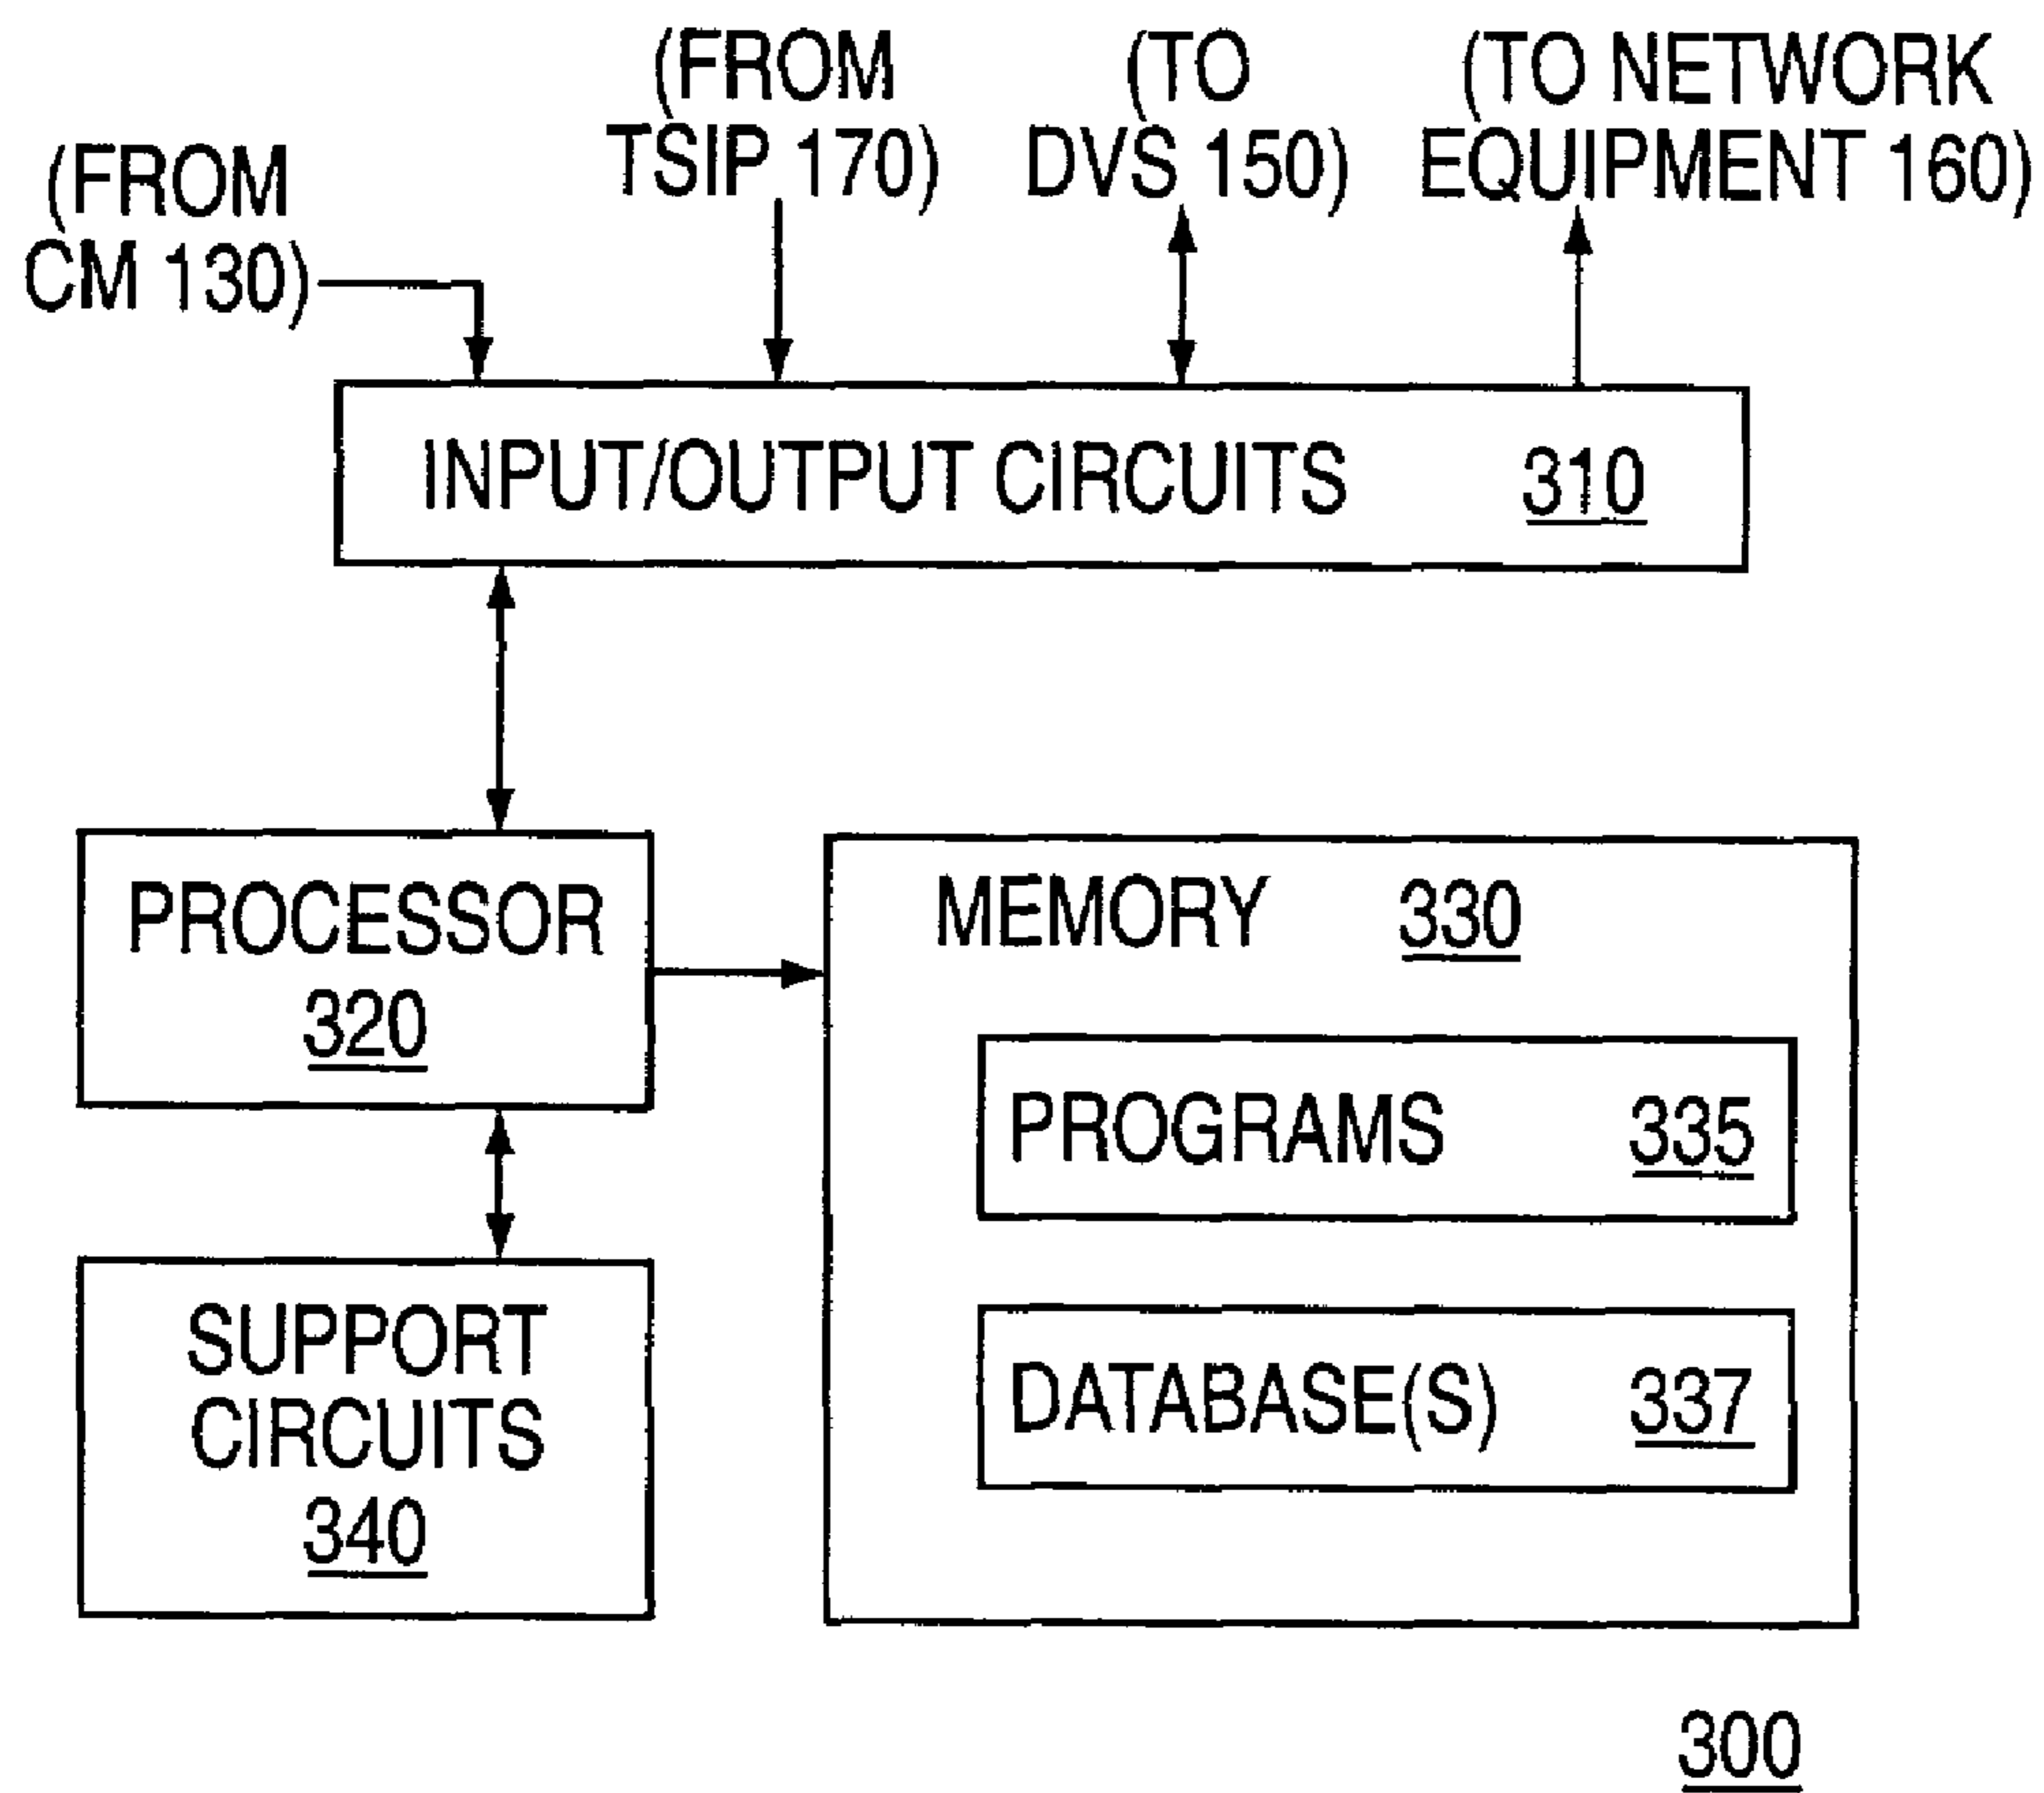 (FROM
CM 130)
(FROM
TSIP 170)
(TO
DVS 150)
(TO NETWORK
EQUIPMENT 160)
INPUT/OUTPUT CIRCUITS 310
PROCESSOR
320
MEMORY 330
PROGRAMS 335
DATABASE(S) 337
SUPPORT
CIRCUITS
340
300